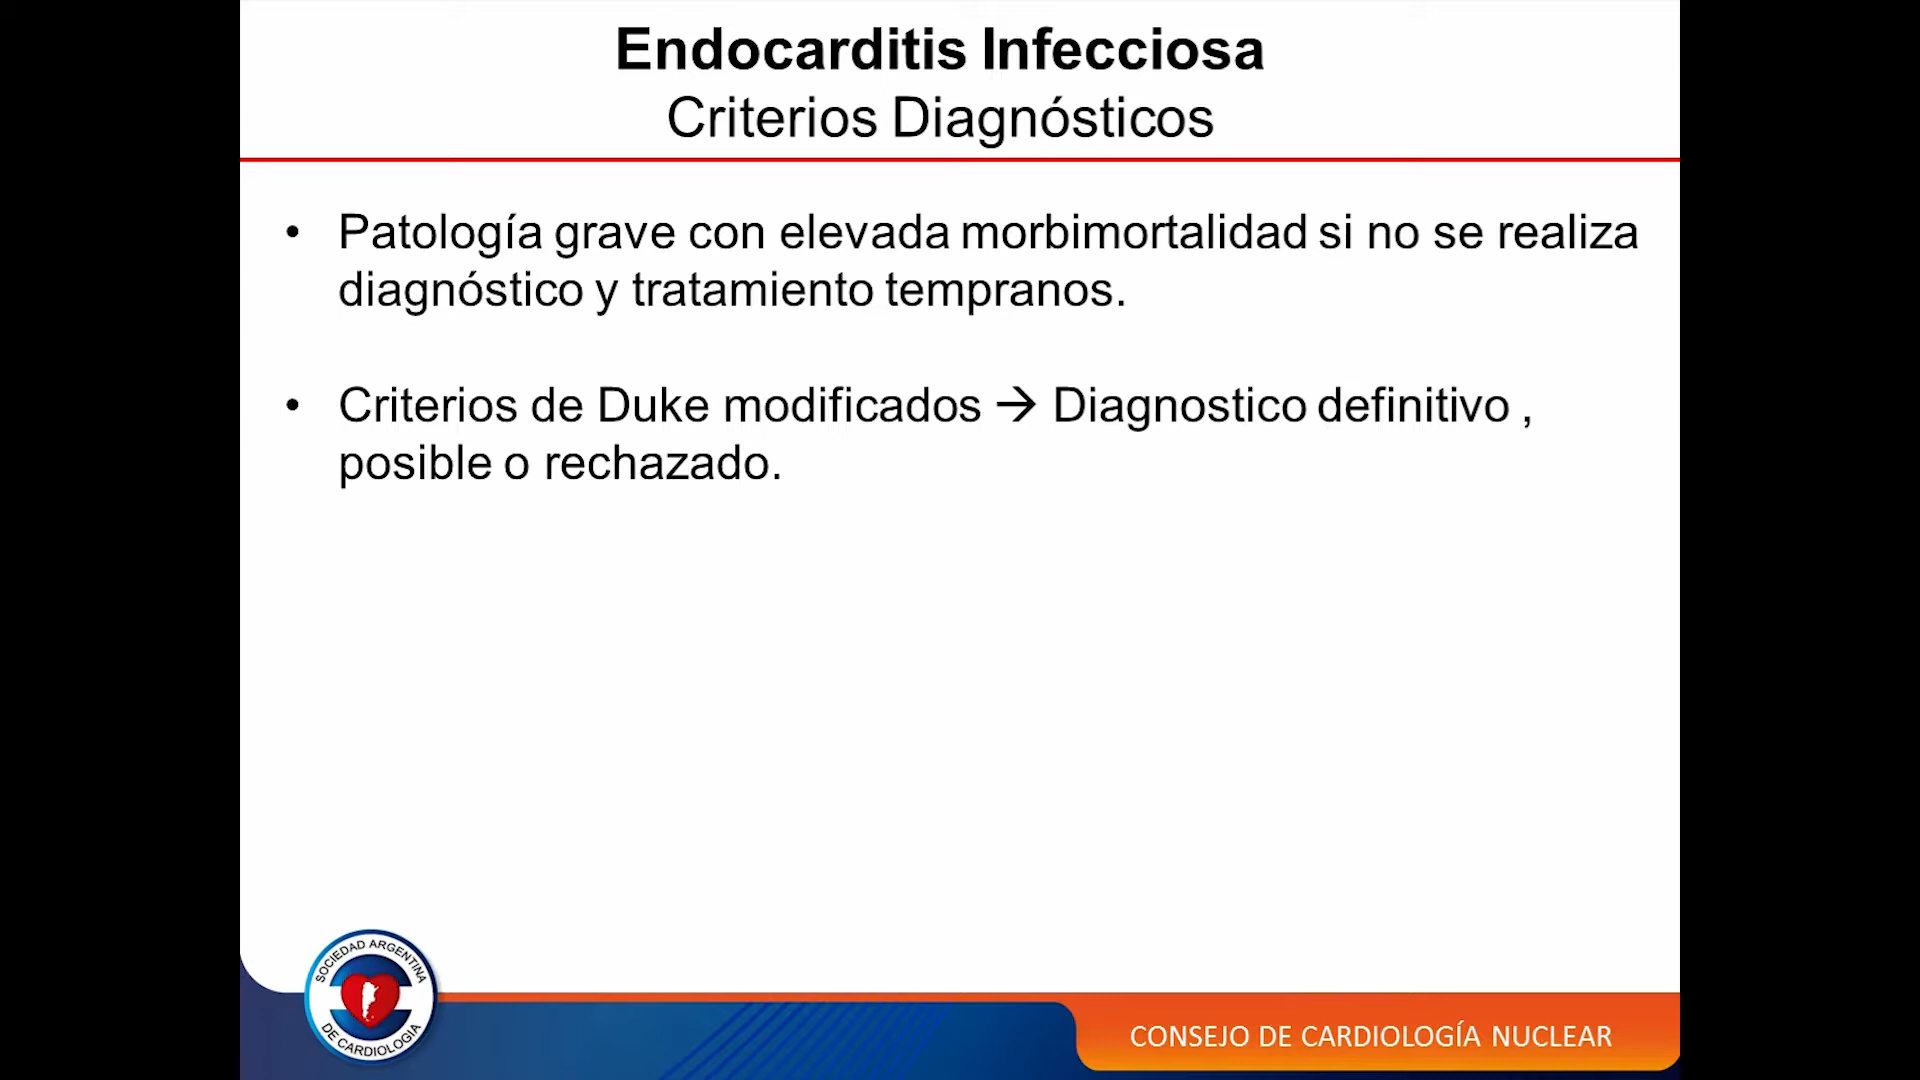 Endocarditis Infecciosa
Criterios Diagnósticos
• Patología grave con elevada morbimortalidad si no se realiza
diagnóstico y tratamiento tempranos.
• Criterios de Duke modificados → Diagnostico definitivo ,
posible o rechazado.
SOCIEDAD ARGENTINA
DE CARDIOLOGIA
CONSEJO DE CARDIOLOGÍA NUCLEAR